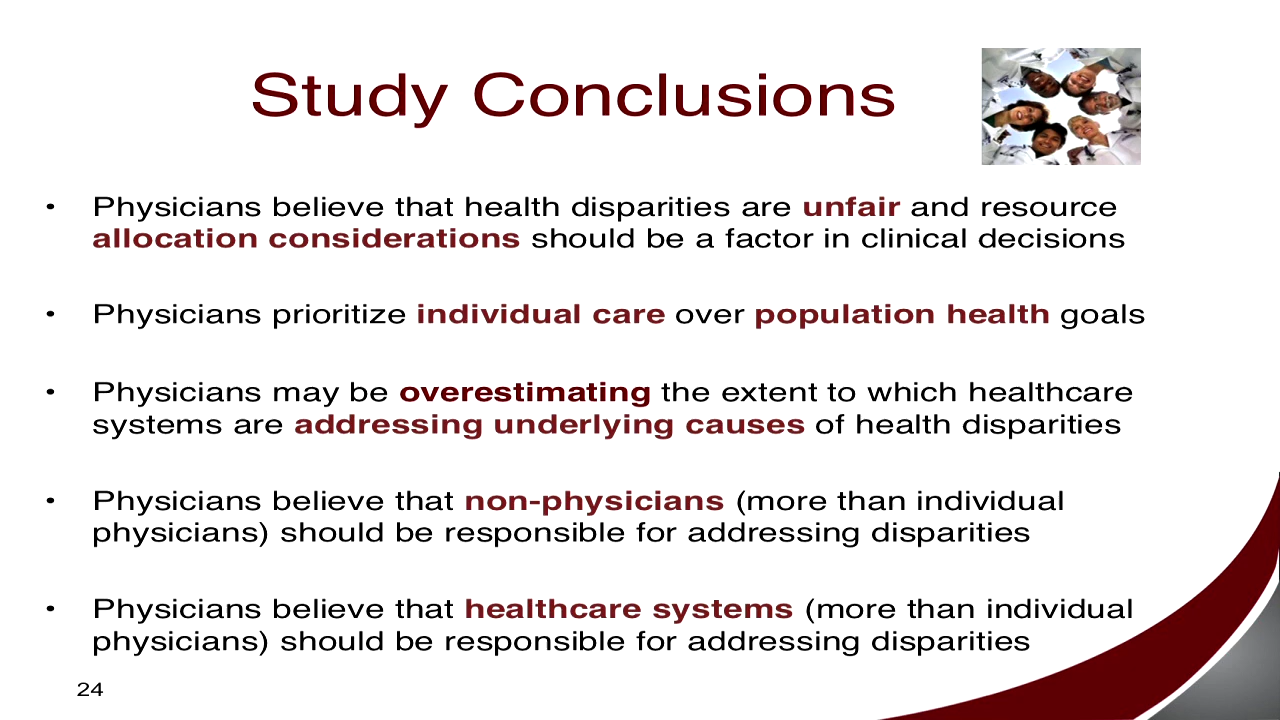 Study Conclusions
• Physicians believe that health disparities are unfair and resource
allocation considerations should be a factor in clinical decisions
• Physicians prioritize individual care over population health goals
• Physicians may be overestimating the extent to which healthcare
systems are addressing underlying causes of health disparities
• Physicians believe that non-physicians (more than individual
physicians) should be responsible for addressing disparities
• Physicians believe that healthcare systems (more than individual
physicians) should be responsible for addressing disparities
24